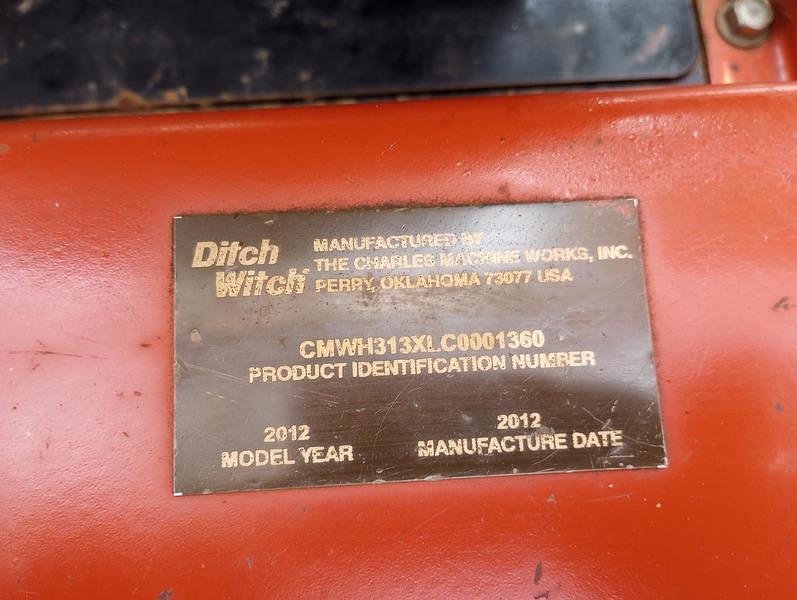 Ditch
Witch®
MANUFACTURED BY
THE CHARLES MACHINE WORKS, INC.
PERRY, OKLAHOMA 73077 USA
CMWH313XLC0001360
PRODUCT IDENTIFICATION NUMBER
2012
MODEL YEAR
2012
MANUFACTURE DATE